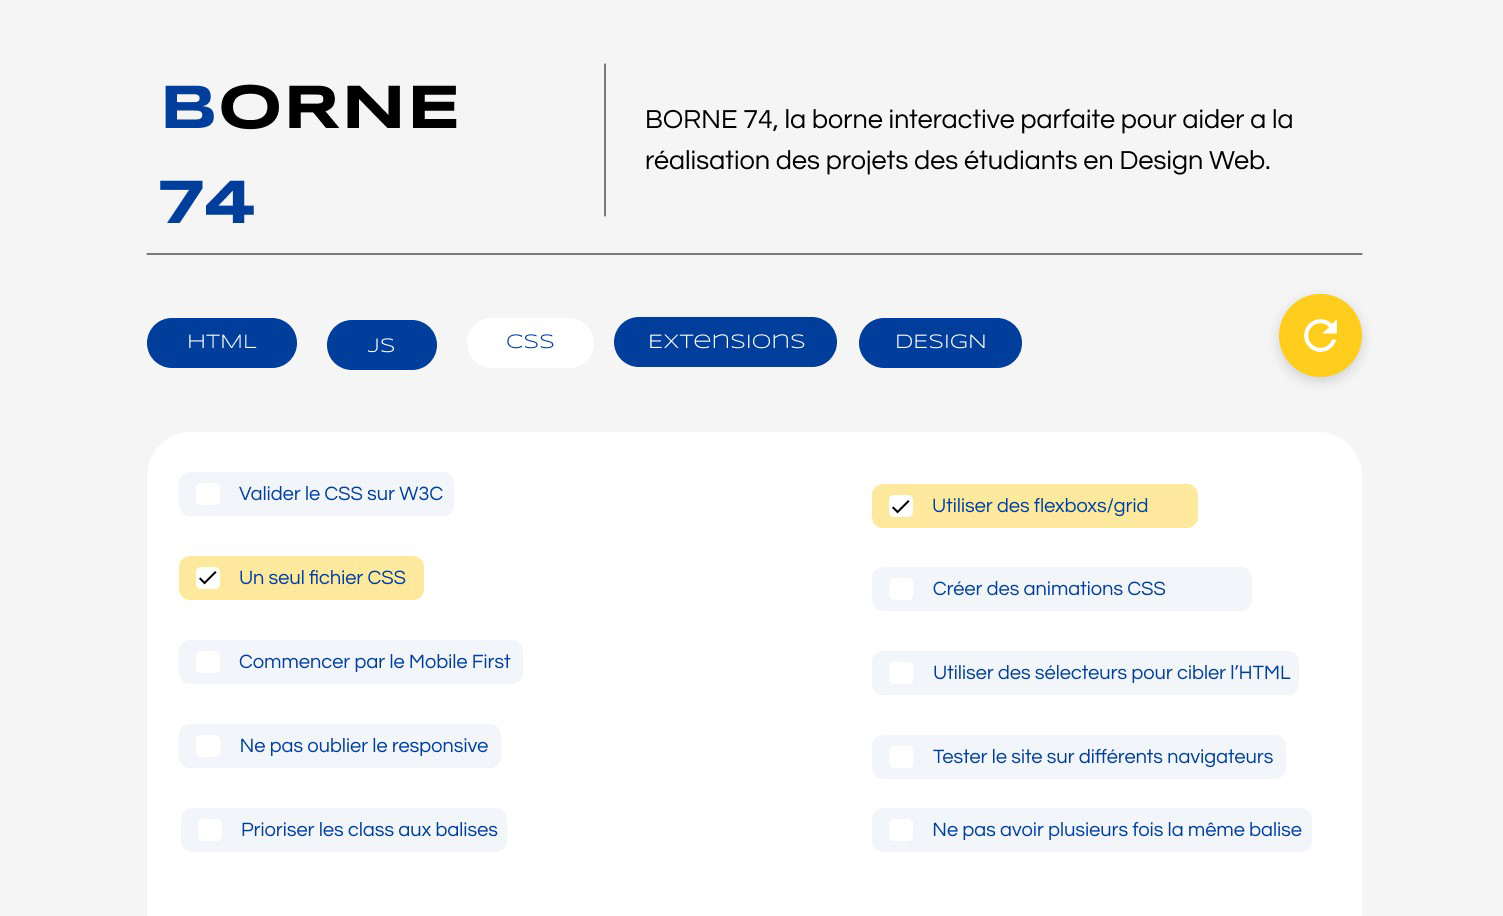 BORNE
74
BORNE 74, la borne interactive parfaite pour aider a la
réalisation des projets des étudiants en Design Web.
HTML
JS
CSS
Extensions
DESIGN
Valider le CSS sur W3C
Un seul fichier CSS
Commencer par le Mobile First
Ne pas oublier le responsive
Prioriser les class aux balises
Utiliser des flexboxs/grid
Créer des animations CSS
Utiliser des sélecteurs pour cibler l’HTML
Tester le site sur différents navigateurs
Ne pas avoir plusieurs fois la même balise